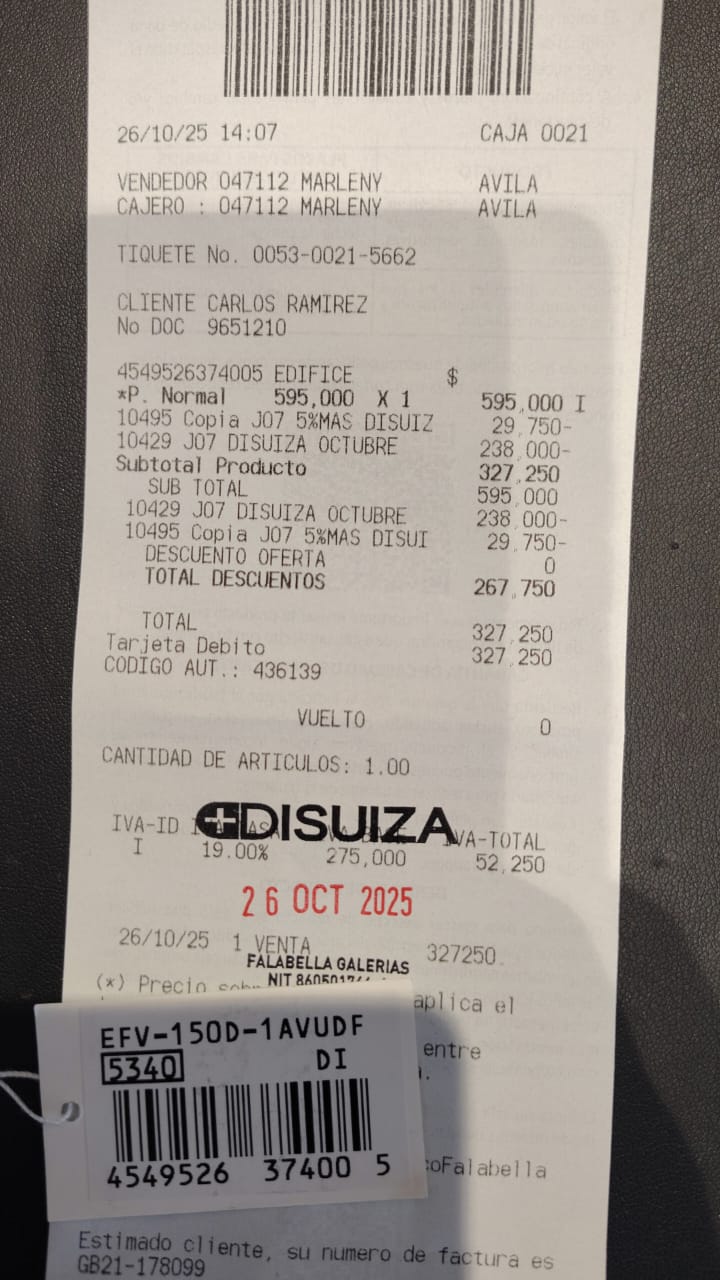 26/10/25 14:07 CAJA 0021
VENDEDOR 047112 MARLENY AVILA
CAJERO : 047112 MARLENY AVILA
TIQUETE No. 0053-0021-5662
CLIENTE CARLOS RAMIREZ
No DOC 9651210
4549526374005 EDIFICE $
*P. Normal 595,000 X 1 595,000 I
10495 Copia J07 5%MAS DISUIZ 29,750-
10429 J07 DISUIZA OCTUBRE 238,000-
Subtotal Producto 327,250
SUB TOTAL 595,000
10429 J07 DISUIZA OCTUBRE 238,000-
10495 Copia J07 5%MAS DISUI 29,750-
DESCUENTO OFERTA 0
TOTAL DESCUENTOS 267,750
TOTAL 327,250
Tarjeta Debito 327,250
CODIGO AUT.: 436139
VUELTO 0
CANTIDAD DE ARTICULOS: 1.00
DISUIZA
IVA-ID IVA-TOTAL
I 19.00% 275,000 52,250
26 OCT 2025
26/10/25 1 VENTA 327250.
FALABELLA GALERIAS
(*) Precio aplica el
NIT
entre
EFV-150D-1AVUDF
5340 DI
4549526 37400 5
Estimado cliente, su numero de factura es
GB21-178099